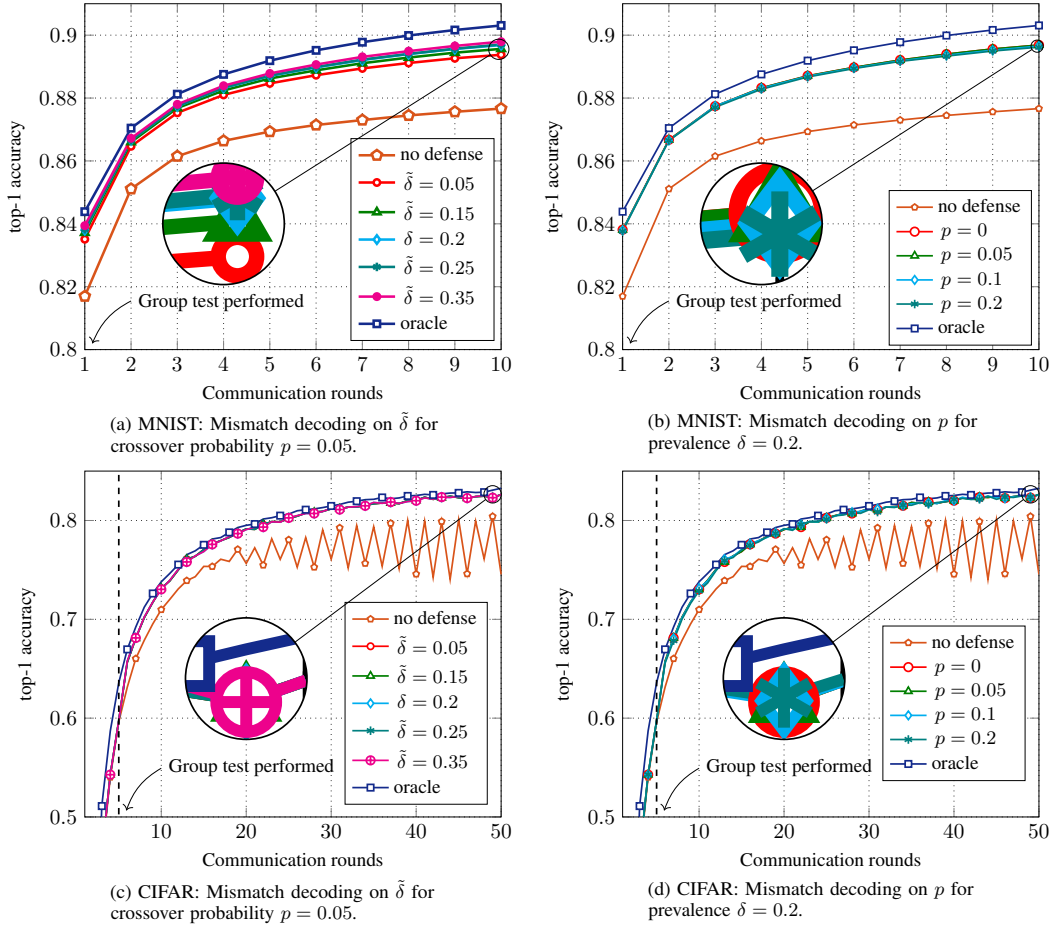 0.9
0.88
0.86
0.84
0.82
0.8
top-1 accuracy
no defense
δ̃ = 0.05
δ̃ = 0.15
δ = 0.2
δ̃ = 0.25
δ̃ = 0.35
oracle
Group test performed
1 2 3 4 5 6 7 8 9 10
Communication rounds
(a) MNIST: Mismatch decoding on δ̃ for
crossover probability p = 0.05.
0.9
0.88
0.86
0.84
0.82
0.8
top-1 accuracy
no defense
p = 0
p = 0.05
p = 0.1
p = 0.2
oracle
Group test performed
1 2 3 4 5 6 7 8 9 10
Communication rounds
(b) MNIST: Mismatch decoding on p for
prevalence δ = 0.2.
0.8
0.7
0.6
0.5
top-1 accuracy
no defense
δ̃ = 0.05
δ̃ = 0.15
δ = 0.2
δ̃ = 0.25
δ̃ = 0.35
oracle
Group test performed
10 20 30 40 50
Communication rounds
(c) CIFAR: Mismatch decoding on δ̃ for
crossover probability p = 0.05.
0.8
0.7
0.6
0.5
top-1 accuracy
no defense
p = 0
p = 0.05
p = 0.1
p = 0.2
oracle
Group test performed
10 20 30 40 50
Communication rounds
(d) CIFAR: Mismatch decoding on p for
prevalence δ = 0.2.